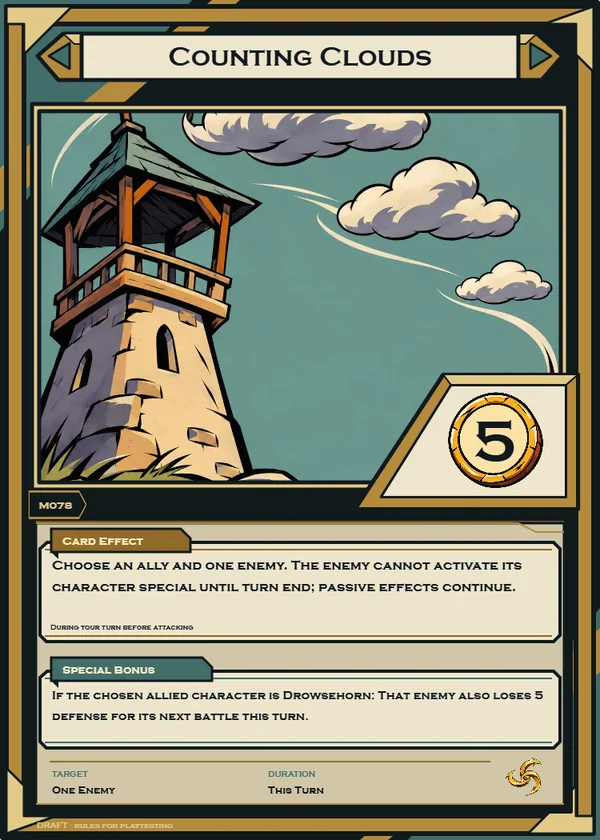 Counting Clouds
5
M078
Card Effect
Choose an ally and one enemy. The enemy cannot activate its
character special until turn end; passive effects continue.
During your turn before attacking
Special Bonus
If the chosen allied character is Drowsehorn: That enemy also loses 5
defense for its next battle this turn.
Target
Duration
One Enemy
This Turn
DRAFT · Rules for playtesting